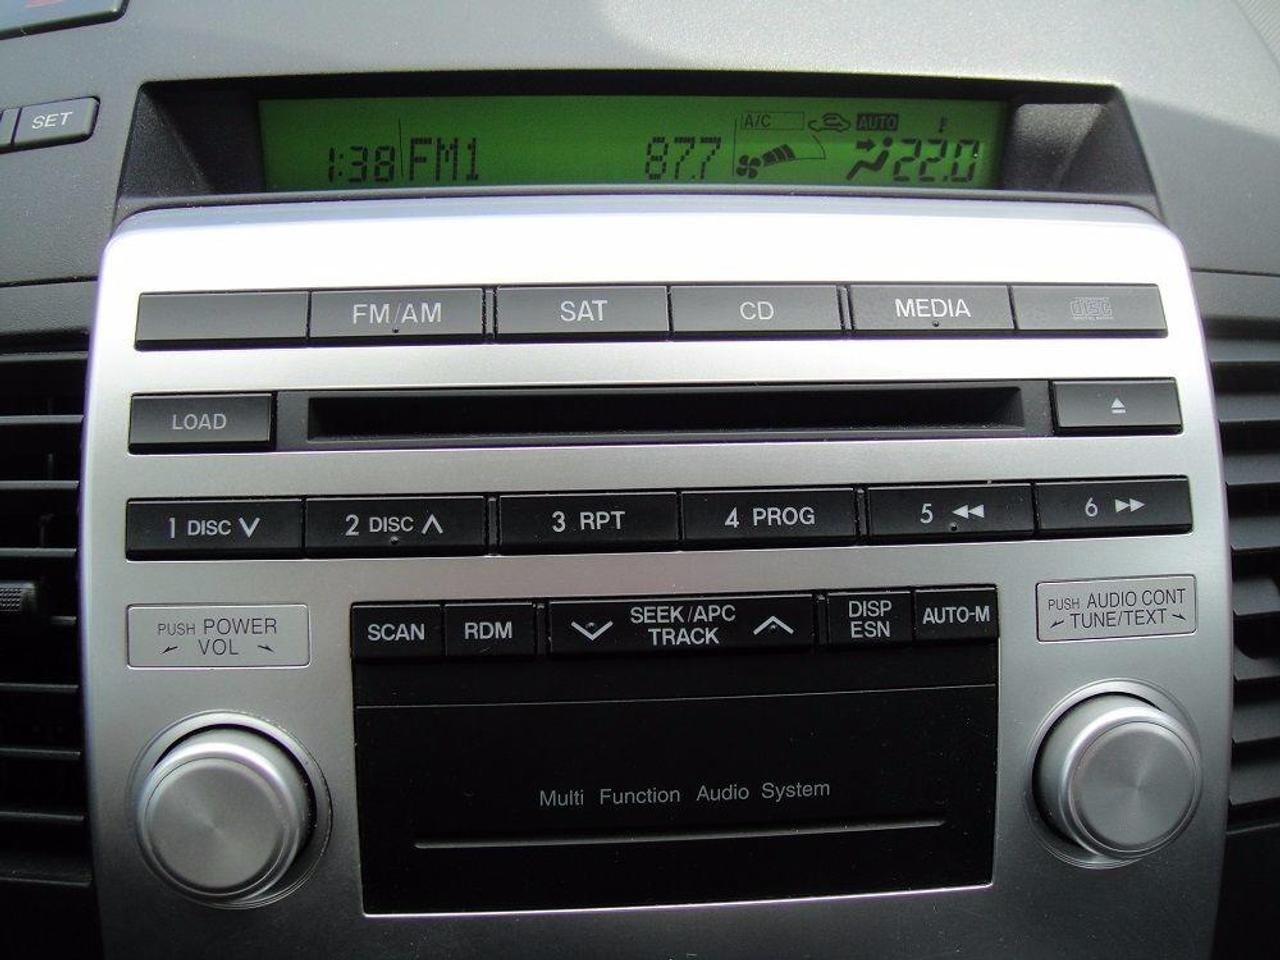 SET
A/C AUTO
1:38 FM1 87.7 22.0
FM/AM SAT CD MEDIA disc
LOAD
1 DISC 2 DISC 3 RPT 4 PROG 5 6
PUSH POWER
VOL
SCAN RDM SEEK/APC
TRACK DISP
ESN AUTO-M
PUSH AUDIO CONT
TUNE/TEXT
Multi Function Audio System